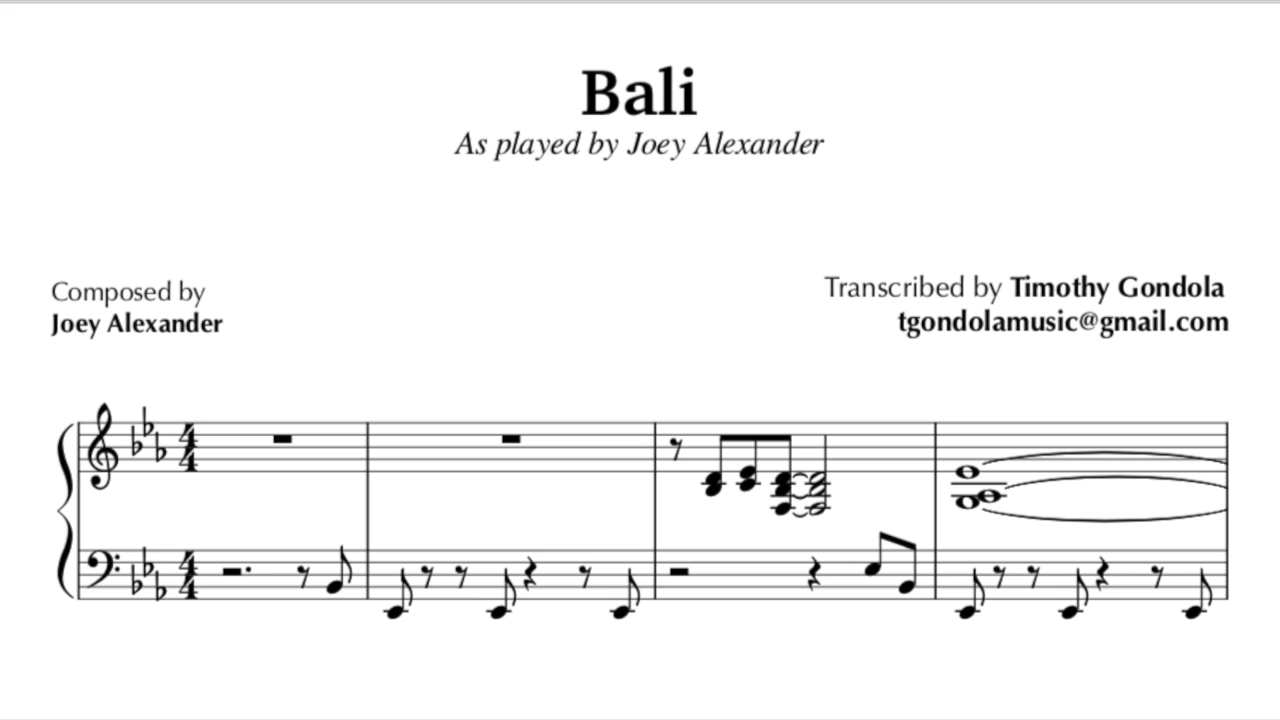 Bali
As played by Joey Alexander
Composed by
Joey Alexander
Transcribed by Timothy Gondola
tgondolamusic@gmail.com